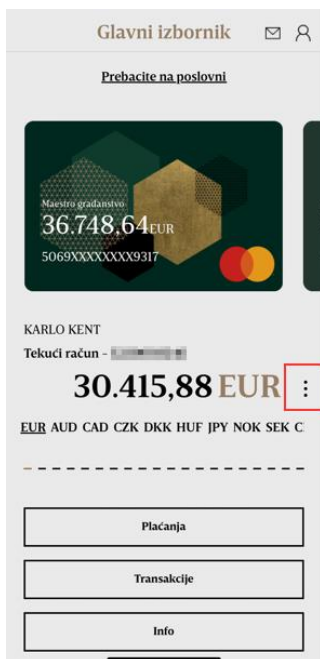 Glavni izbornik
Prebacite na poslovni
Maestro građanstvo
36.748,64EUR
5069XXXXXXXX9317
KARLO KENT
Tekući račun -
30.415,88 EUR
EUR AUD CAD CZK DKK HUF JPY NOK SEK
Plaćanja
Transakcije
Info